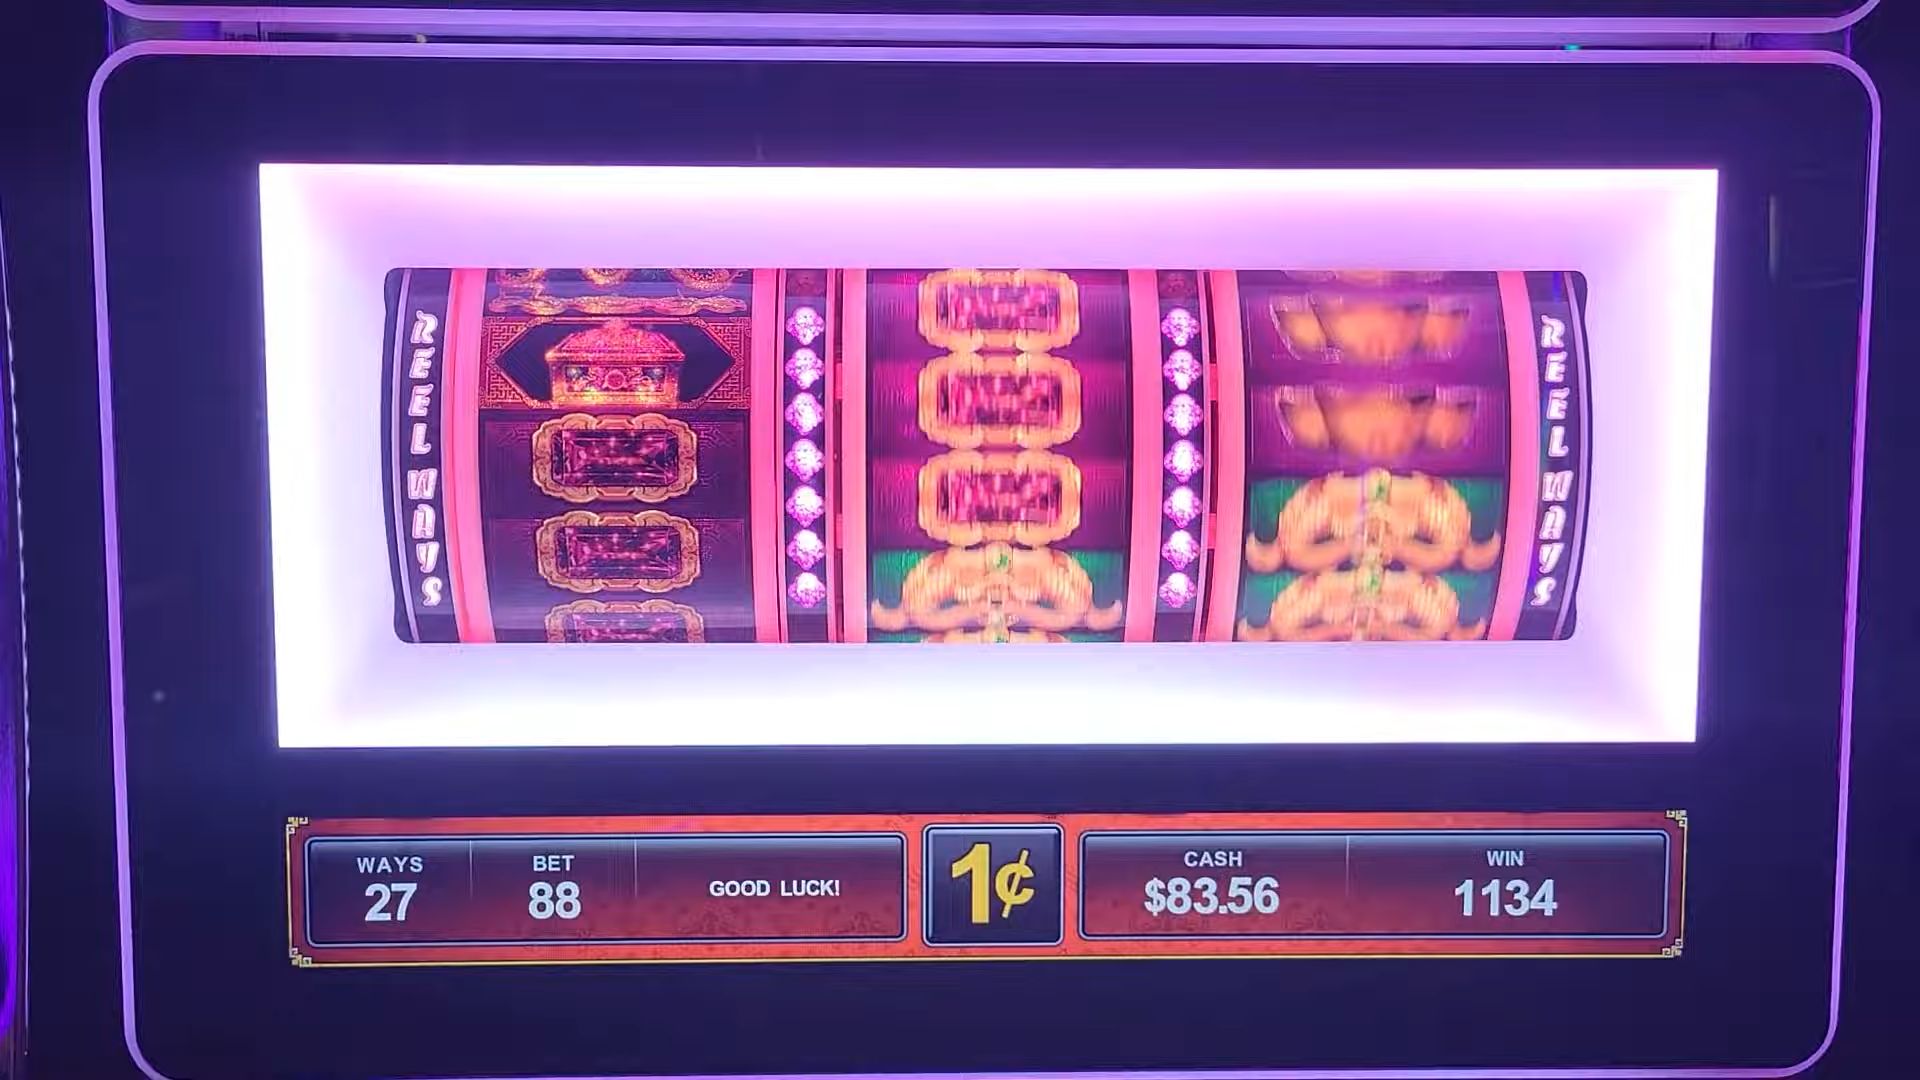 REEL WAYS
REEL WAYS
WAYS
27
BET
88
GOOD LUCK!
1¢
CASH
$83.56
WIN
1134